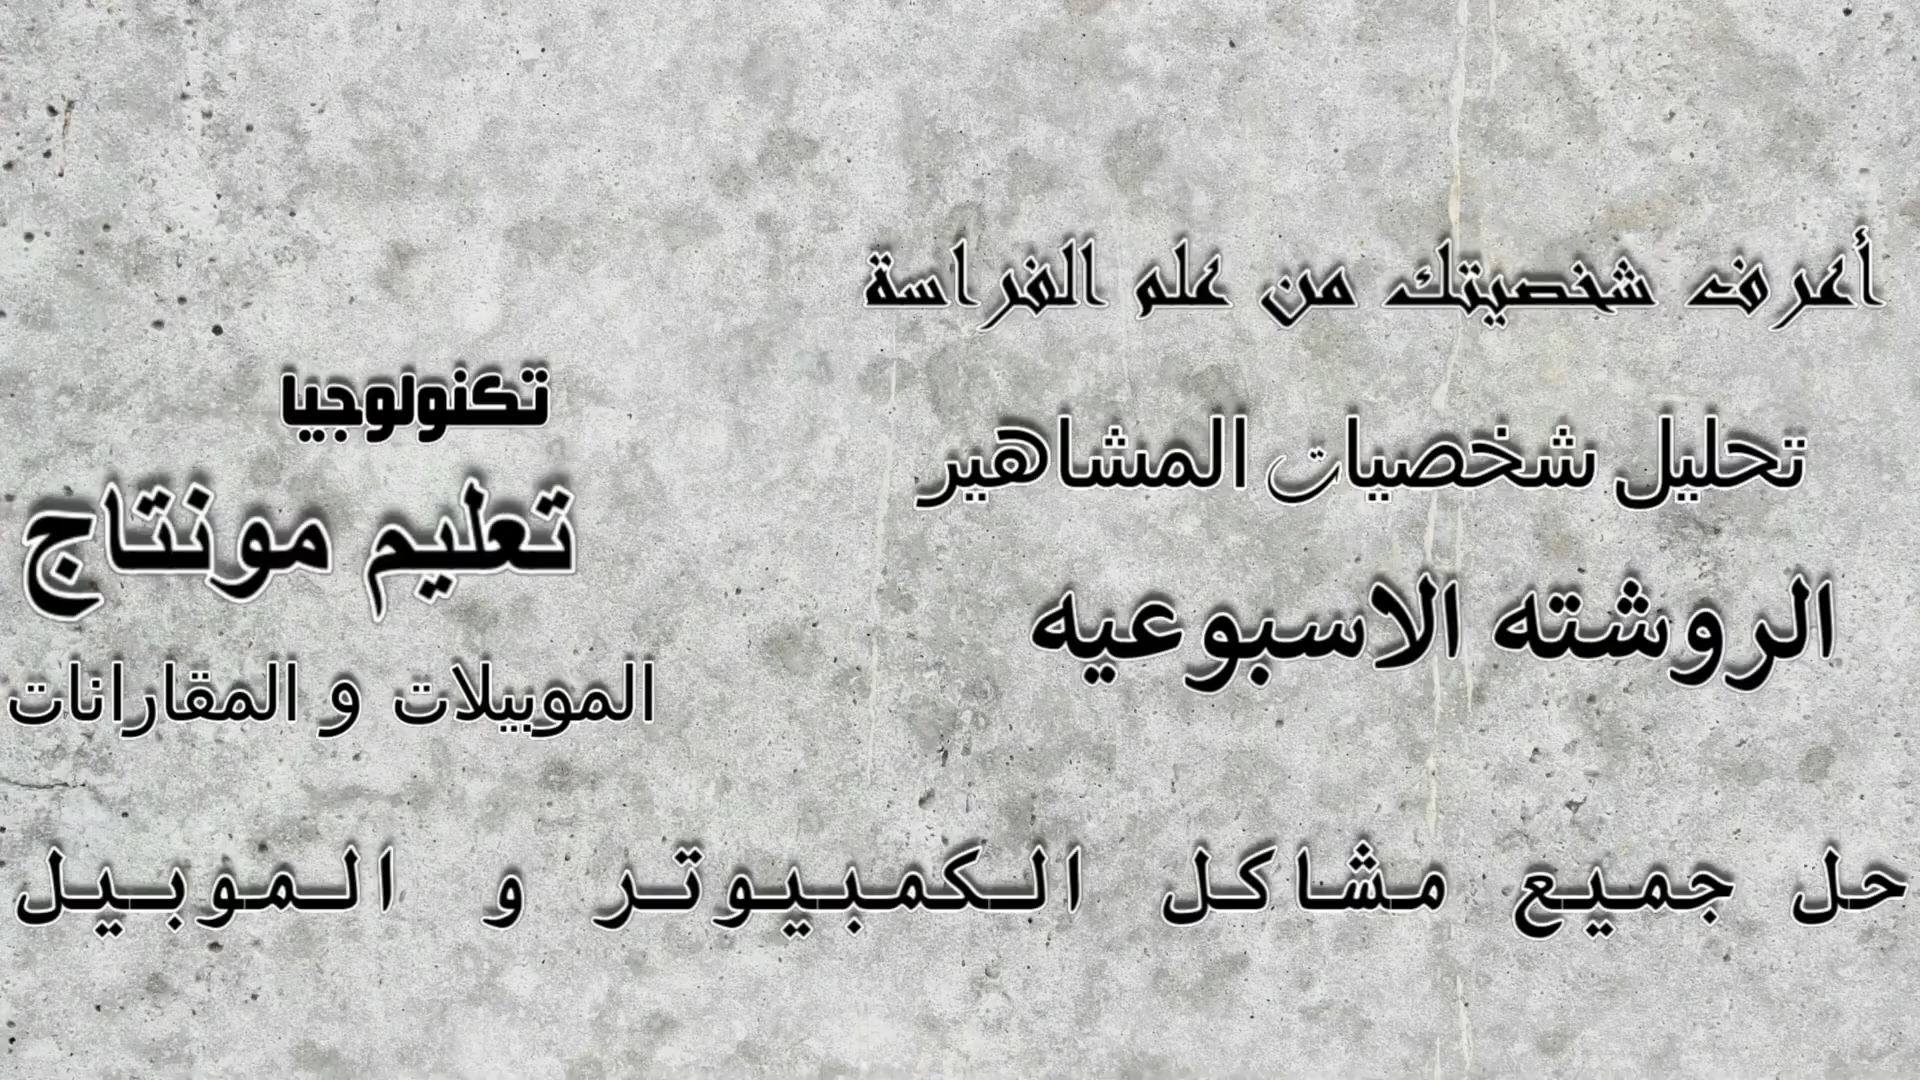 أعرف شخصيتك من علم الفراسة
تحليل شخصيات المشاهير
الروشته الاسبوعيه
تكنولوجيا
تعليم مونتاج
الموبيلات و المقارانات
حل جميع مشاكل الكمبيوتر و الموبيل